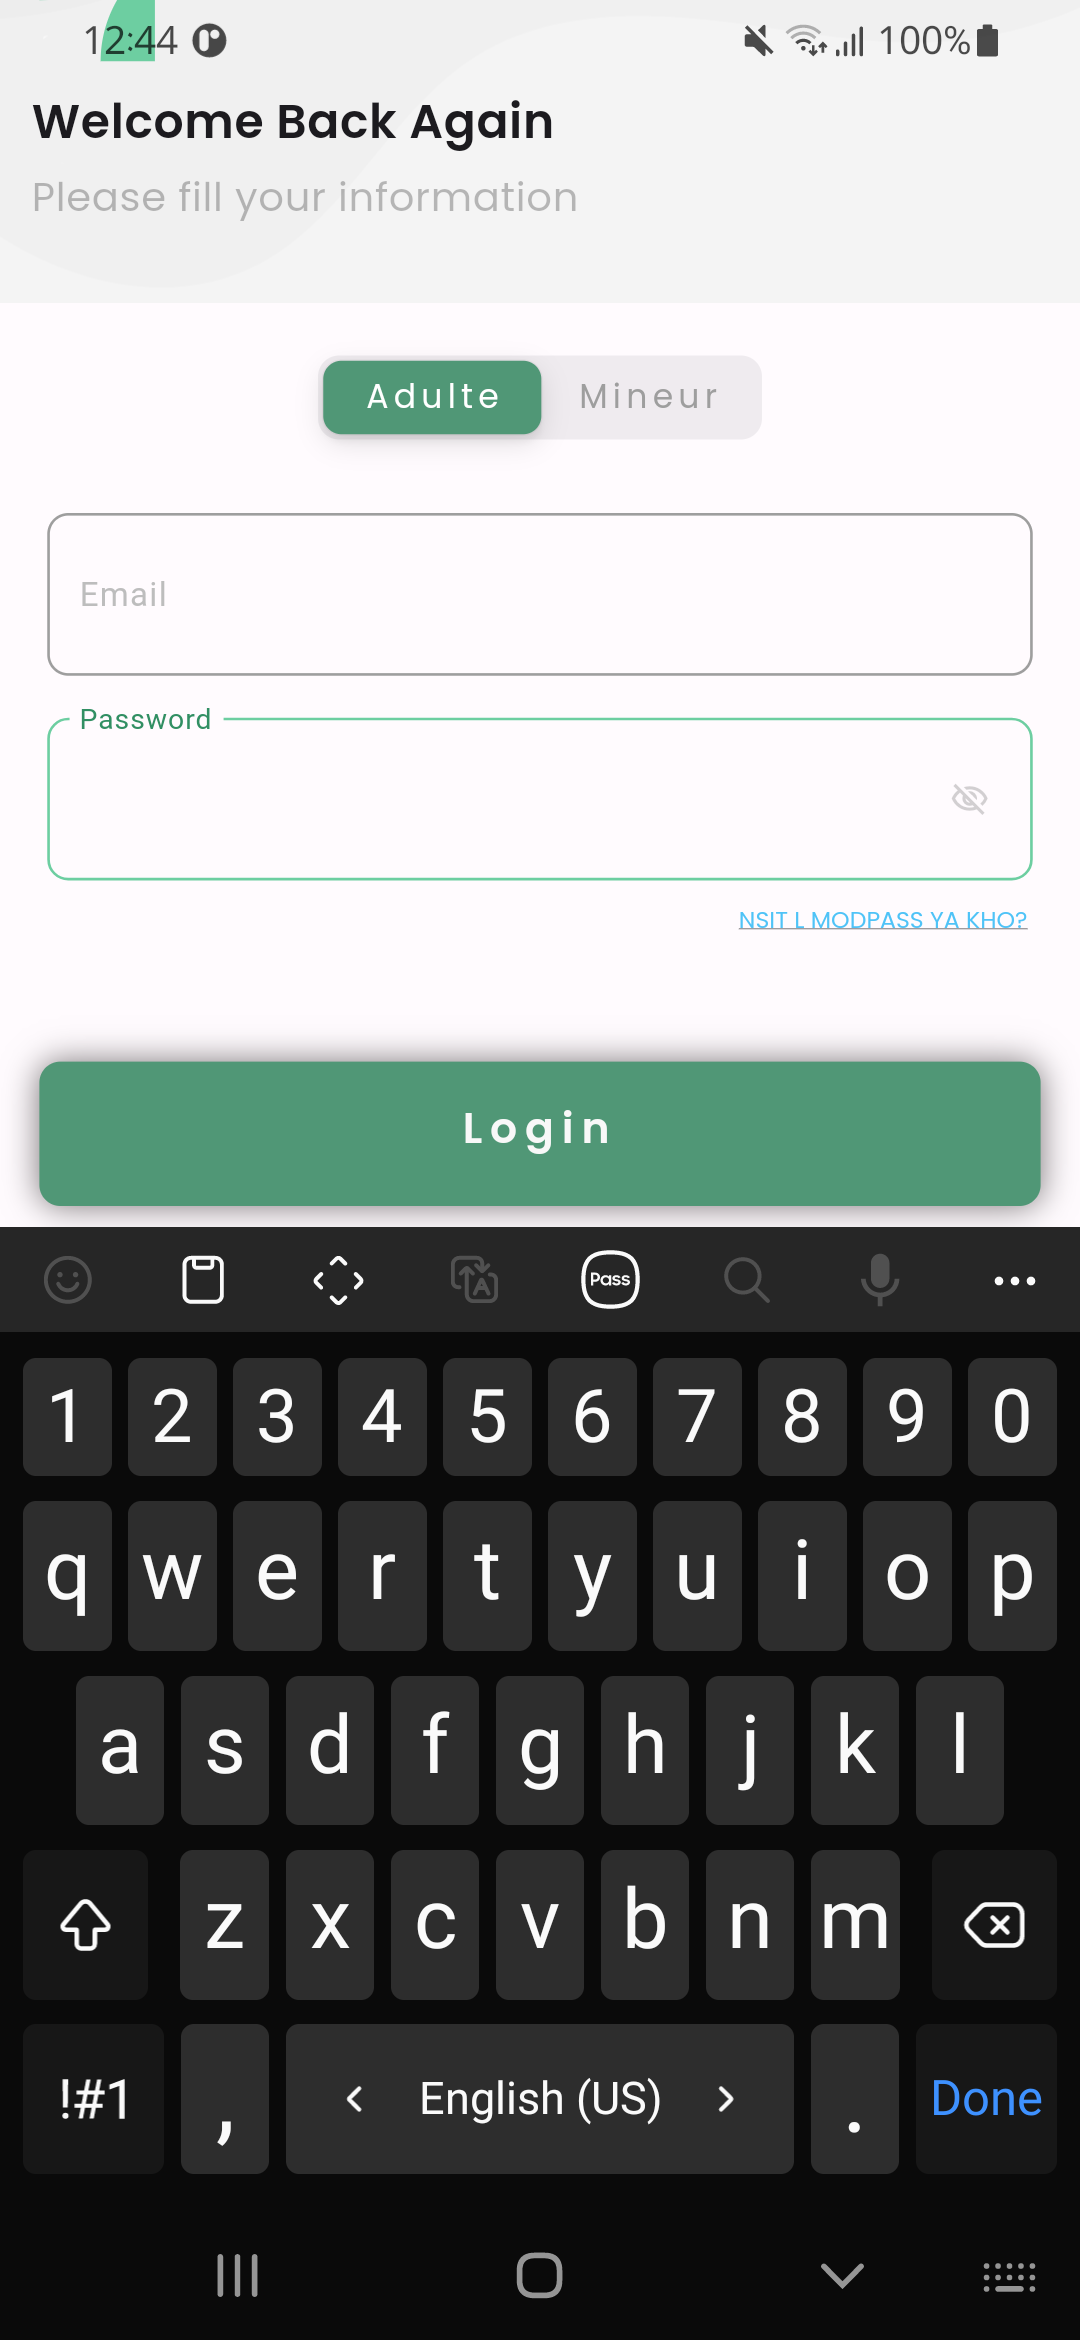 12:44 100%
Welcome Back Again
Please fill your information
Adulte Mineur
Email
Password
NSIT L MODPASS YA KHO?
Login
Pass
1 2 3 4 5 6 7 8 9 0
q w e r t y u i o p
a s d f g h j k l
z x c v b n m
!#1 , English (US) . Done